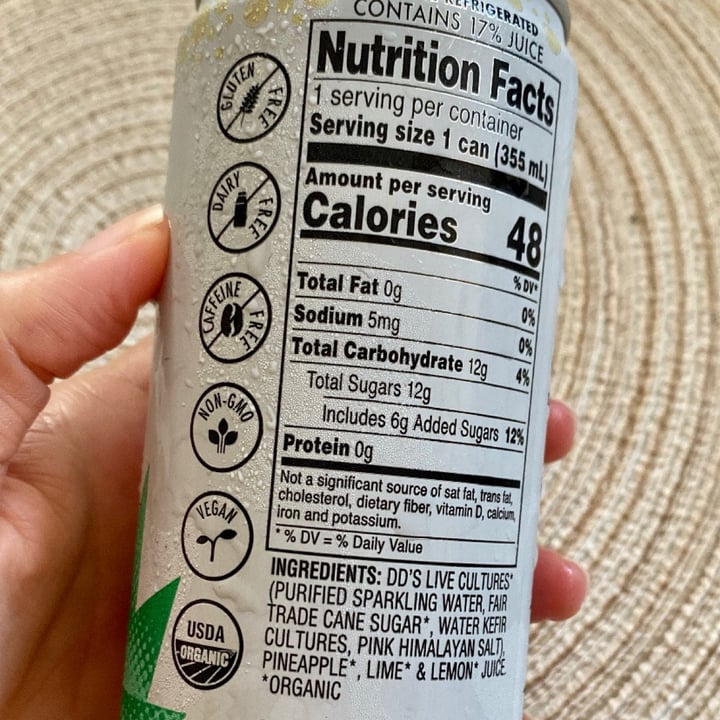 REFRIGERATED
CONTAINS 17% JUICE
Nutrition Facts
1 serving per container
Serving size 1 can (355 mL)
Amount per serving
Calories 48
% DV*
Total Fat 0g 0%
Sodium 5mg 0%
Total Carbohydrate 12g 4%
Total Sugars 12g
Includes 6g Added Sugars 12%
Protein 0g
Not a significant source of sat fat, trans fat,
cholesterol, dietary fiber, vitamin D, calcium,
iron and potassium.
* % DV = % Daily Value
INGREDIENTS: DD'S LIVE CULTURES*
(PURIFIED SPARKLING WATER, FAIR
TRADE CANE SUGAR*, WATER KEFIR
CULTURES, PINK HIMALAYAN SALT),
PINEAPPLE*, LIME* & LEMON* JUICE.
*ORGANIC
GLUTEN FREE
DAIRY FREE
CAFFEINE FREE
NON-GMO
VEGAN
USDA
ORGANIC